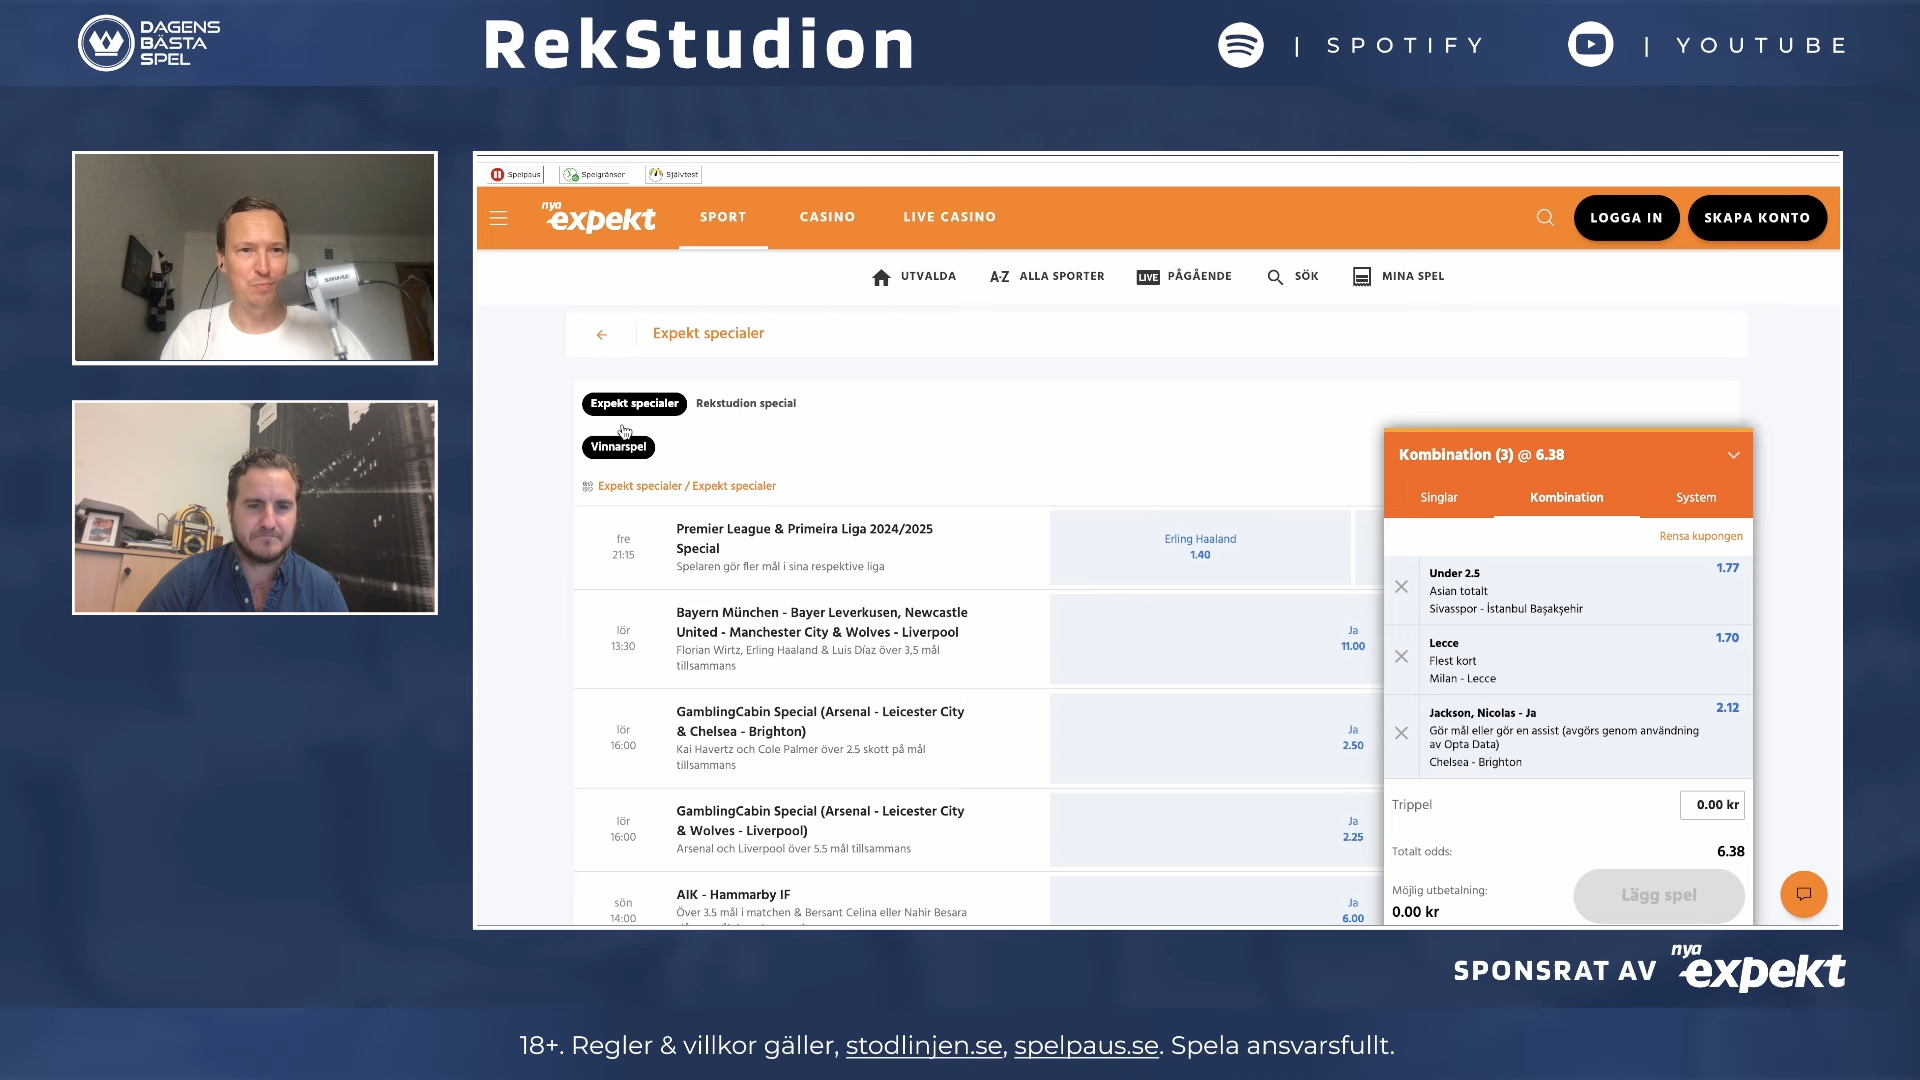 DAGENS
BÄSTA
SPEL
RekStudion
| SPOTIFY
| YOUTUBE
SHURE
Spelpaus
Spelgränser
Självtest
nya
expekt
SPORT
CASINO
LIVE CASINO
LOGGA IN
SKAPA KONTO
UTVALDA
A-Z ALLA SPORTER
LIVE PÅGÅENDE
SÖK
MINA SPEL
Expekt specialer
Expekt specialer
Rekstudion special
Vinnarspel
Expekt specialer / Expekt specialer
fre
21:15
Premier League & Primeira Liga 2024/2025
Special
Spelaren gör fler mål i sina respektive liga
Erling Haaland
1.40
lör
13:30
Bayern München - Bayer Leverkusen, Newcastle
United - Manchester City & Wolves - Liverpool
Florian Wirtz, Erling Haaland & Luis Díaz över 3,5 mål
tillsammans
Ja
11.00
lör
16:00
GamblingCabin Special (Arsenal - Leicester City
& Chelsea - Brighton)
Kai Havertz och Cole Palmer över 2.5 skott på mål
tillsammans
Ja
2.50
lör
16:00
GamblingCabin Special (Arsenal - Leicester City
& Wolves - Liverpool)
Arsenal och Liverpool över 5.5 mål tillsammans
Ja
2.25
sön
14:00
AIK - Hammarby IF
Över 3.5 mål i matchen & Bersant Celina eller Nahir Besara
Ja
6.00
Kombination (3) @ 6.38
Singlar
Kombination
System
Rensa kupongen
Under 2.5
1.77
Asian totalt
Sivasspor - İstanbul Başakşehir
Lecce
1.70
Flest kort
Milan - Lecce
Jackson, Nicolas - Ja
2.12
Gör mål eller gör en assist (avgörs genom användning
av Opta Data)
Chelsea - Brighton
Trippel
0.00 kr
Totalt odds:
6.38
Möjlig utbetalning:
0.00 kr
Lägg spel
SPONSRAT AV
nya
expekt
18+. Regler & villkor gäller, stodlinjen.se, spelpaus.se. Spela ansvarsfullt.